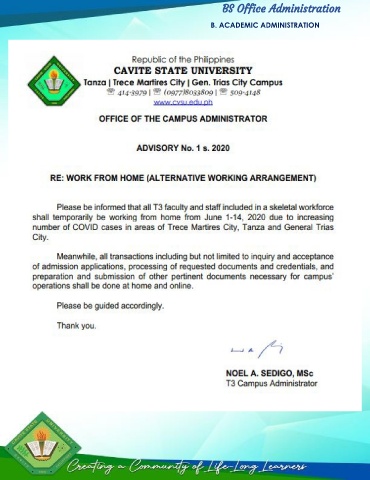 BS Office Administration
B. ACADEMIC ADMINISTRATION
Republic of the Philippines
CAVITE STATE UNIVERSITY
Tanza | Trece Martires City | Gen. Trias City Campus
☏ 414-3979 | ☏ (0977)8033809 | ☏ 509-4148
www.cvsu.edu.ph
OFFICE OF THE CAMPUS ADMINISTRATOR
ADVISORY No. 1 s. 2020
RE: WORK FROM HOME (ALTERNATIVE WORKING ARRANGEMENT)
Please be informed that all T3 faculty and staff included in a skeletal workforce
shall temporarily be working from home from June 1-14, 2020 due to increasing
number of COVID cases in areas of Trece Martires City, Tanza and General Trias
City.
Meanwhile, all transactions including but not limited to inquiry and acceptance
of admission applications, processing of requested documents and credentials, and
preparation and submission of other pertinent documents necessary for campus'
operations shall be done at home and online.
Please be guided accordingly.
Thank you.
NOEL A. SEDIGO, MSc
T3 Campus Administrator
Creating a Community of Life-Long Learners